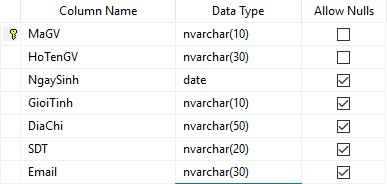 Column Name Data Type Allow Nulls
MaGV nvarchar(10)
HoTenGV nvarchar(30)
NgaySinh date
GioiTinh nvarchar(10)
DiaChi nvarchar(50)
SDT nvarchar(20)
Email nvarchar(30)